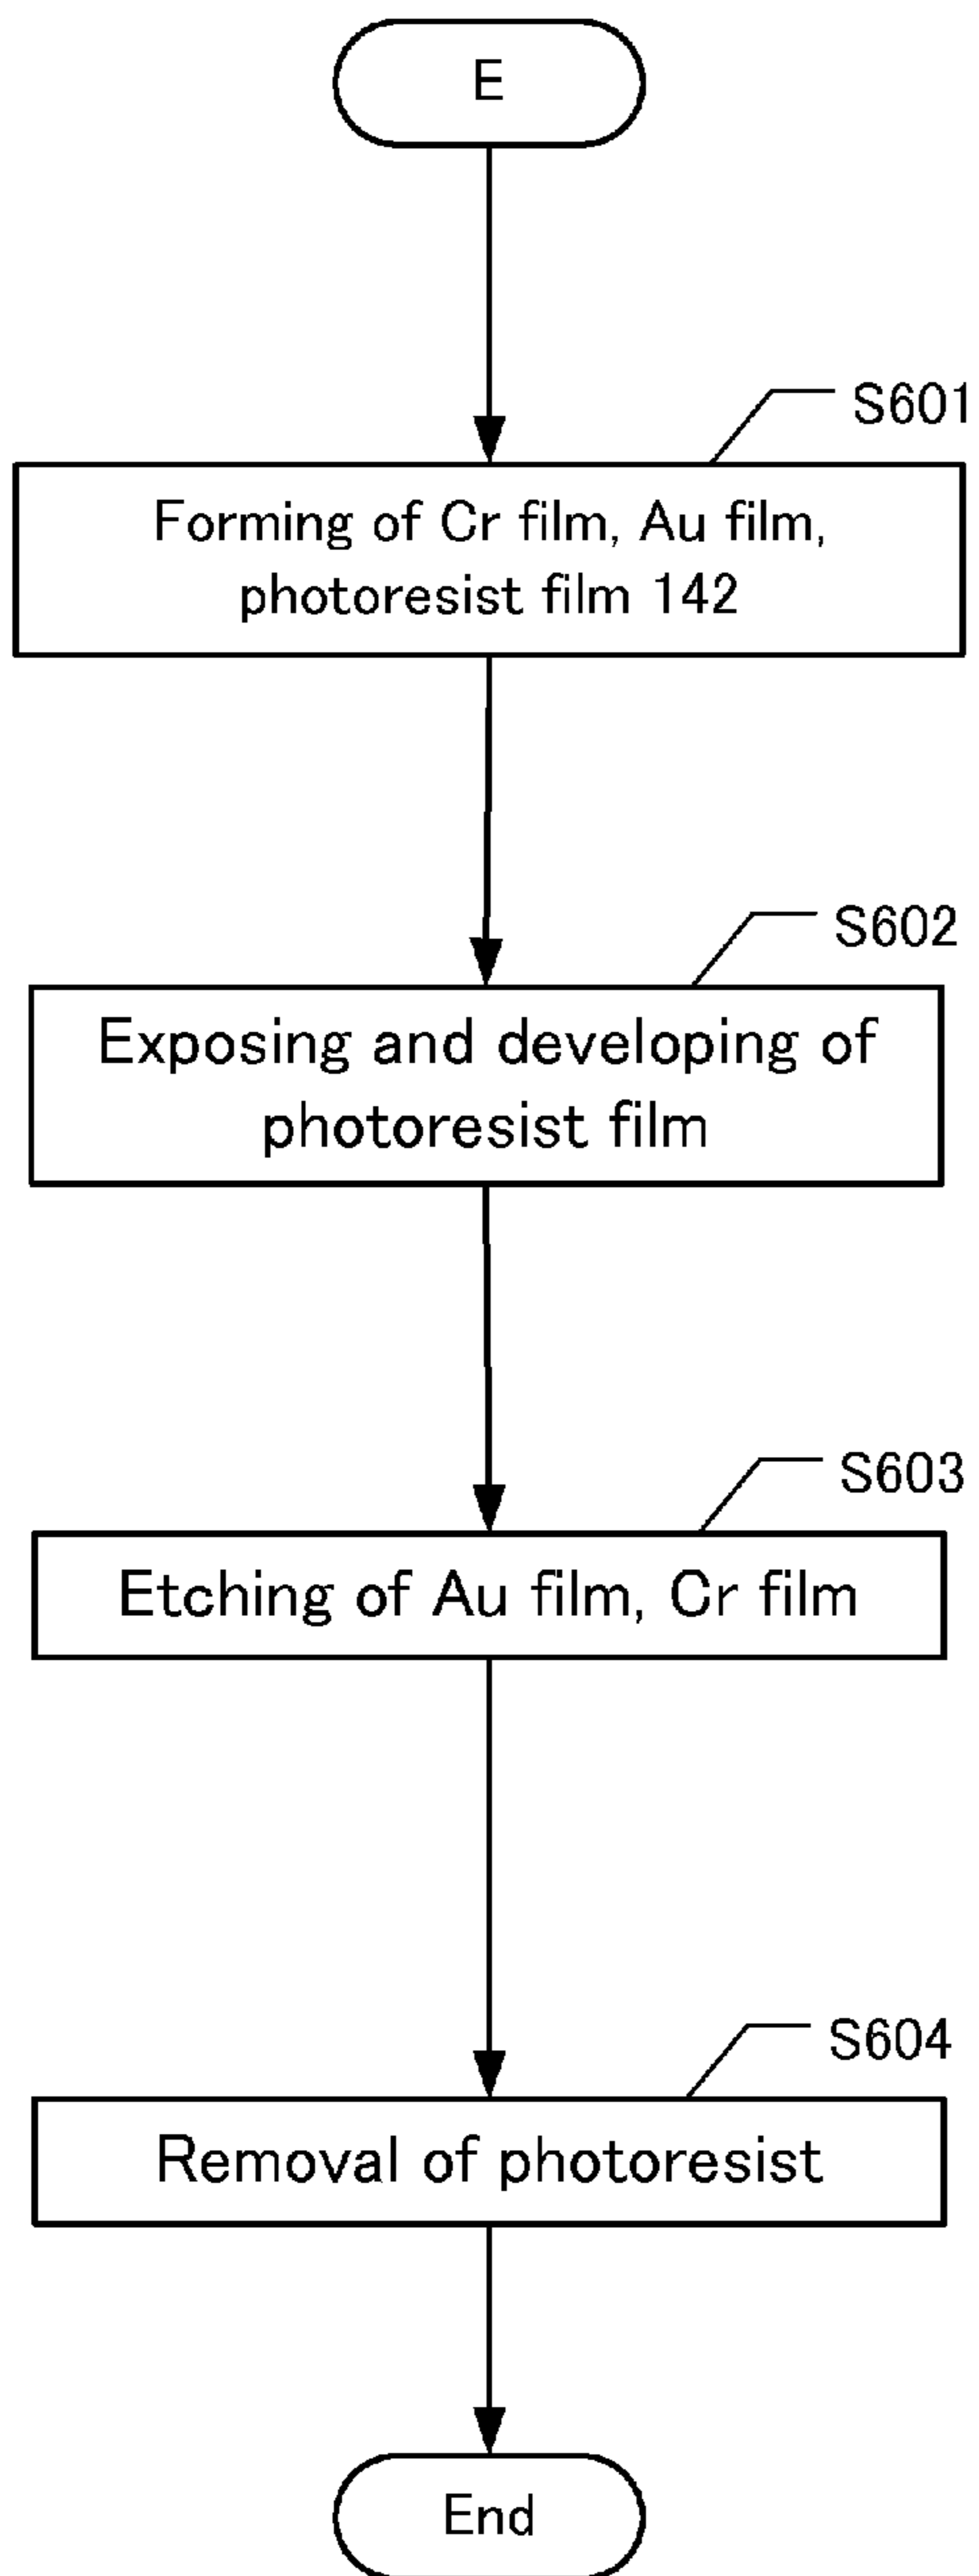 E
S601
Forming of Cr film, Au film,
photoresist film 142
S602
Exposing and developing of
photoresist film
S603
Etching of Au film, Cr film
S604
Removal of photoresist
End